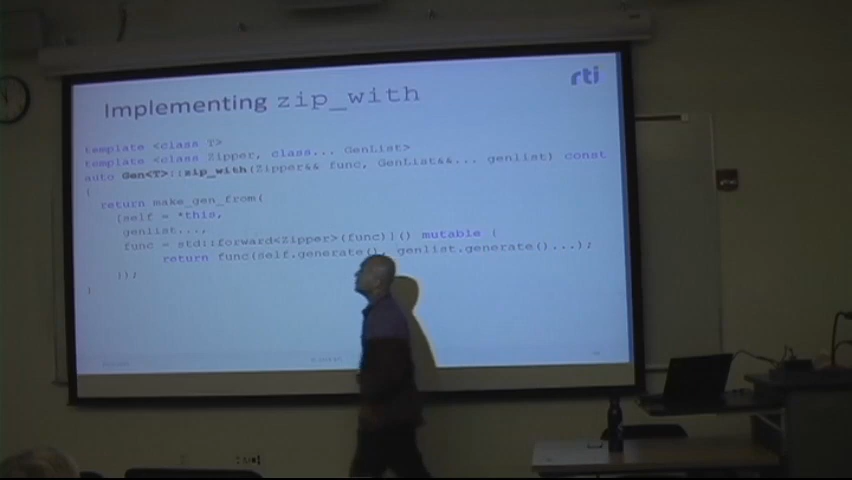 rti
Implementing zip_with
template <class T>
template <class Zipper, class... GenList>
auto Gen<T>::zip_with(Zipper&& func, GenList&&... genlist) const
{
return make_gen_from(
[self = *this,
genlist...,
func = std::forward<Zipper>(func)]() mutable {
return func(self.generate(), genlist.generate()...);
});
}